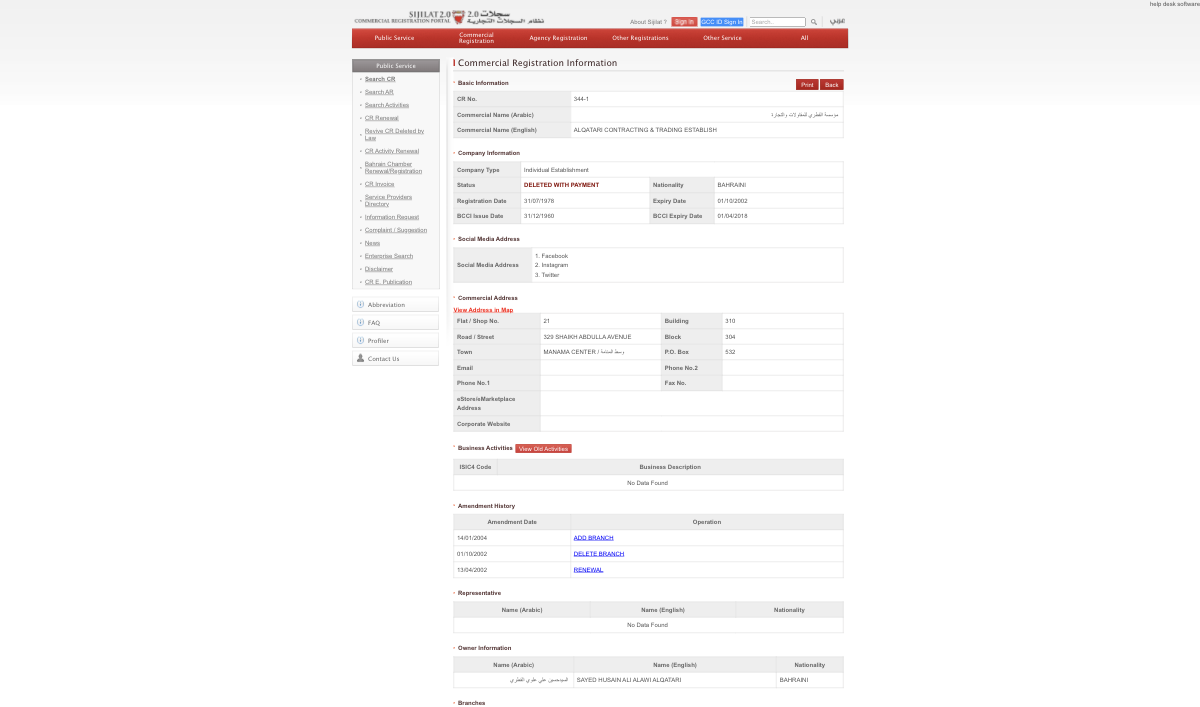 help desk software
SIJILAT 2.0 سجلات 2.0
COMMERCIAL REGISTRATION PORTAL نظام السجلات التجارية
About Sijilat ? Sign In GCC ID Sign In Search... عربي
Public Service Commercial Registration Agency Registration Other Registrations Other Service All
Public Service
Search CR
Search AR
Search Activities
CR Renewal
Revive CR Deleted by
Law
CR Activity Renewal
Bahrain Chamber
Renewal/Registration
CR Invoice
Service Providers
Directory
Information Request
Complaint / Suggestion
News
Enterprise Search
Disclaimer
CR E. Publication
Abbreviation
FAQ
Profiler
Contact Us
Commercial Registration Information
Basic Information Print Back
CR No. 344-1
Commercial Name (Arabic) مؤسسة القطري للمقاولات والتجارة
Commercial Name (English) ALQATARI CONTRACTING & TRADING ESTABLISH
Company Information
Company Type Individual Establishment
Status DELETED WITH PAYMENT Nationality BAHRAINI
Registration Date 31/07/1978 Expiry Date 01/10/2002
BCCI Issue Date 31/12/1960 BCCI Expiry Date 01/04/2018
Social Media Address
Social Media Address
1. Facebook
2. Instagram
3. Twitter
Commercial Address
View Address in Map
Flat / Shop No. 21 Building 310
Road / Street 329 SHAIKH ABDULLA AVENUE Block 304
Town MANAMA CENTER / وسط المنامة P.O. Box 532
Email Phone No.2
Phone No.1 Fax No.
eStore/eMarketplace
Address
Corporate Website
Business Activities View Old Activities
ISIC4 Code Business Description
No Data Found
Amendment History
Amendment Date Operation
14/01/2004 ADD BRANCH
01/10/2002 DELETE BRANCH
13/04/2002 RENEWAL
Representative
Name (Arabic) Name (English) Nationality
No Data Found
Owner Information
Name (Arabic) Name (English) Nationality
السيدحسين علي علوي القطري SAYED HUSAIN ALI ALAWI ALQATARI BAHRAINI
Branches